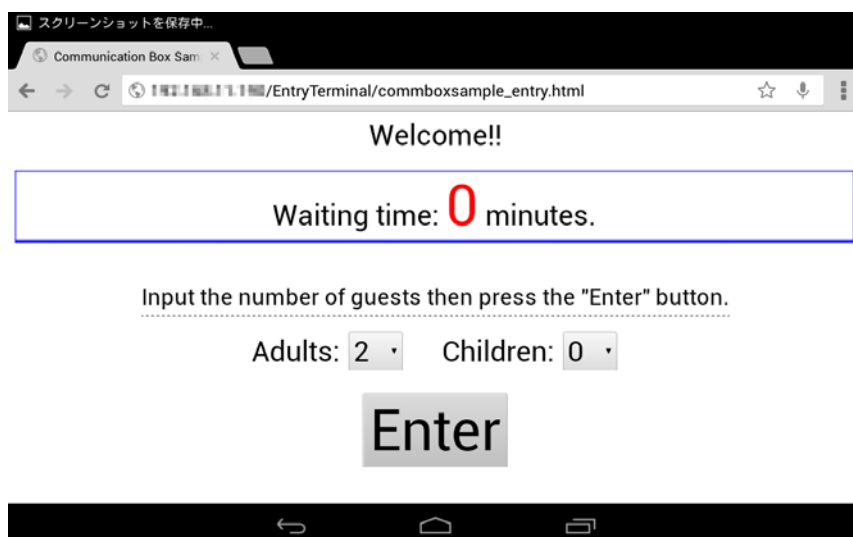 スクリーンショットを保存中...
Communication Box Sam
/EntryTerminal/commboxsample_entry.html
Welcome!!
Waiting time: 0 minutes.
Input the number of guests then press the "Enter" button.
Adults: 2 Children: 0
Enter